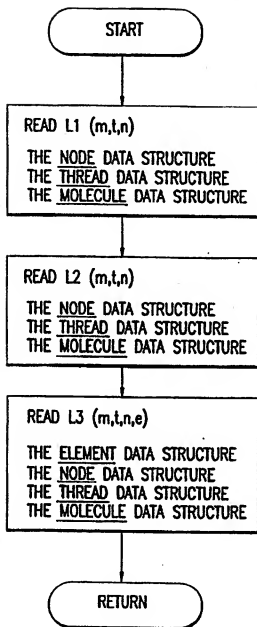 START
READ L1 (m,t,n)
THE NODE DATA STRUCTURE
THE THREAD DATA STRUCTURE
THE MOLECULE DATA STRUCTURE
READ L2 (m,t,n)
THE NODE DATA STRUCTURE
THE THREAD DATA STRUCTURE
THE MOLECULE DATA STRUCTURE
READ L3 (m,t,n,e)
THE ELEMENT DATA STRUCTURE
THE NODE DATA STRUCTURE
THE THREAD DATA STRUCTURE
THE MOLECULE DATA STRUCTURE
RETURN